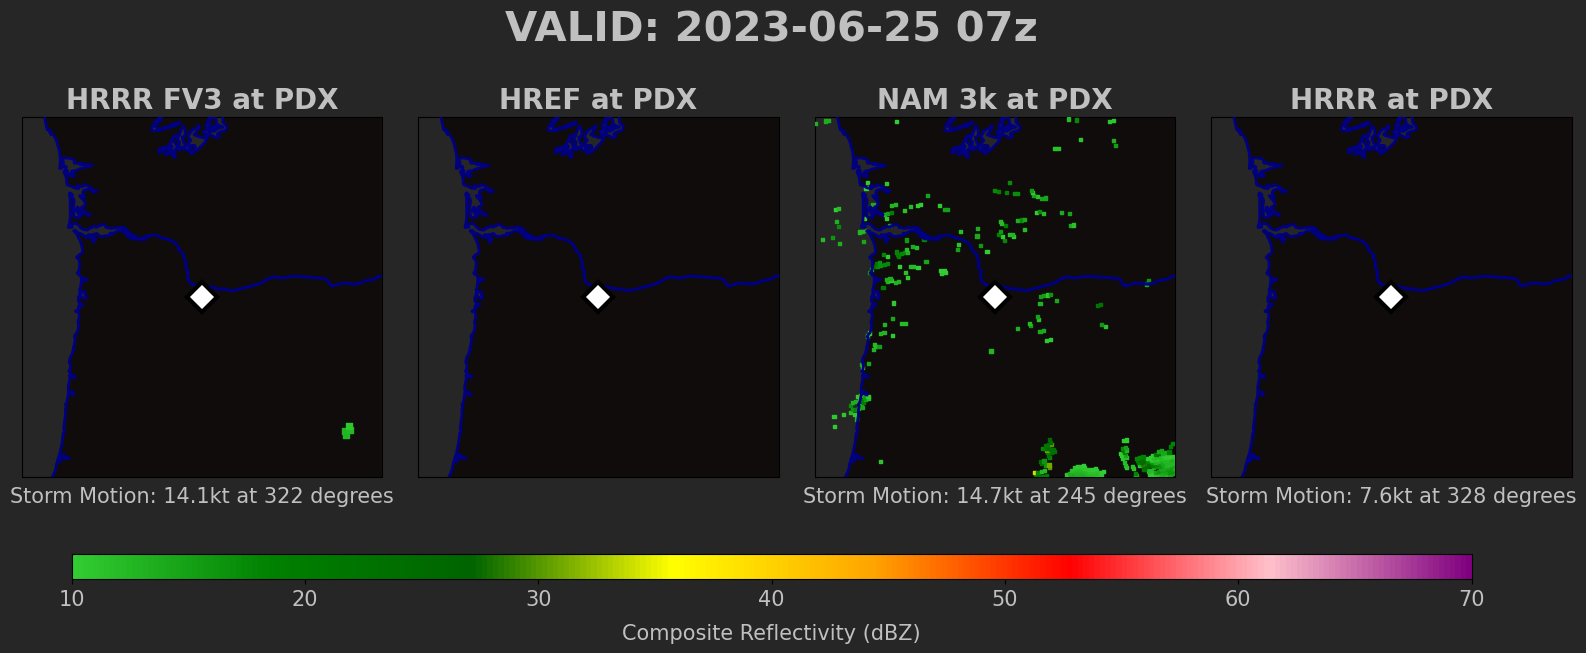 VALID: 2023-06-25 07z
HRRR FV3 at PDX
HREF at PDX
NAM 3k at PDX
HRRR at PDX
Storm Motion: 14.1kt at 322 degrees
Storm Motion: 14.7kt at 245 degrees
Storm Motion: 7.6kt at 328 degrees
10 20 30 40 50 60 70
Composite Reflectivity (dBZ)